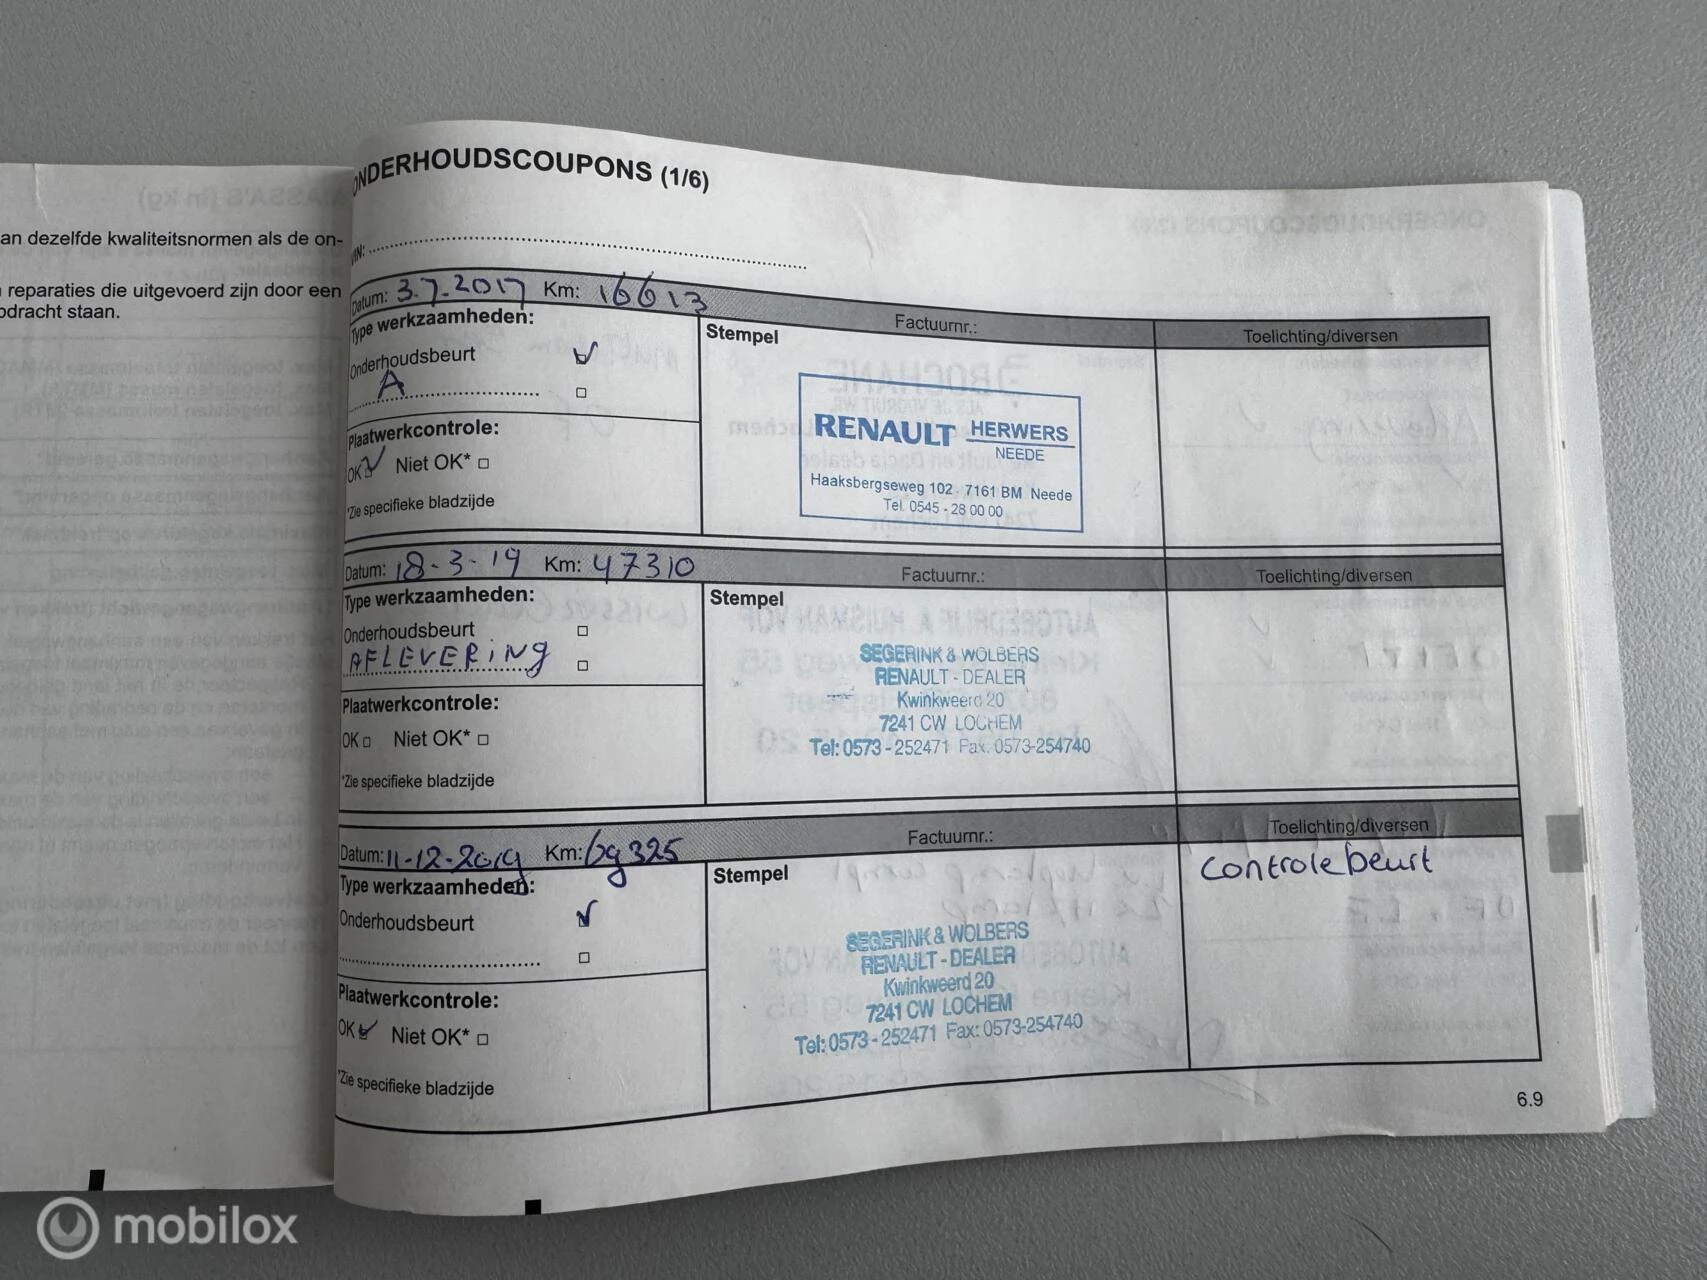 an dezelfde kwaliteitsnormen als de on-
reparaties die uitgevoerd zijn door een
pdracht staan.
ONDERHOUDSCOUPONS (1/6)
VIN:
Datum: 3.7.2017 Km: 16613 Factuurnr.: Toelichting/diversen
Type werkzaamheden:
Stempel
Onderhoudsbeurt
A
Plaatwerkcontrole:
OK Niet OK*
*Zie specifieke bladzijde
RENAULT HERWERS
NEEDE
Haaksbergseweg 102 - 7161 BM Neede
Tel. 0545 - 28 00 00
Datum: 18-3-19 Km: 47310 Factuurnr.: Toelichting/diversen
Type werkzaamheden:
Stempel
Onderhoudsbeurt
AFLEVERING
Plaatwerkcontrole:
OK Niet OK*
*Zie specifieke bladzijde
SEGERINK & WOLBERS
RENAULT - DEALER
Kwinkweerd 20
7241 CW LOCHEM
Tel: 0573 - 252471 Fax. 0573-254740
Datum: 11-12-2019 Km: 69325 Factuurnr.: Toelichting/diversen
Type werkzaamheden:
Stempel
controlebeurt
Onderhoudsbeurt
Plaatwerkcontrole:
OK Niet OK*
*Zie specifieke bladzijde
SEGERINK & WOLBERS
RENAULT - DEALER
Kwinkweerd 20
7241 CW LOCHEM
Tel: 0573 - 252471 Fax: 0573-254740
6.9
mobilox